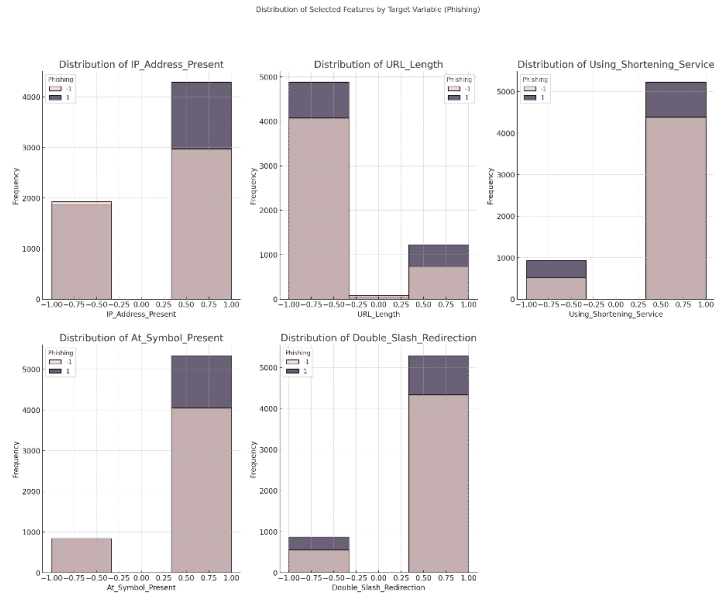 Distribution of Selected Features by Target Variable (Phishing)
Distribution of IP_Address_Present
Phishing
-1
1
Frequency
4000
3000
2000
1000
0
−1.00 −0.75 −0.50 −0.25 0.00 0.25 0.50 0.75 1.00
IP_Address_Present
Distribution of URL_Length
Phishing
-1
1
Frequency
5000
4000
3000
2000
1000
0
−1.00 −0.75 −0.50 −0.25 0.00 0.25 0.50 0.75 1.00
URL_Length
Distribution of Using_Shortening_Service
Phishing
-1
1
Frequency
5000
4000
3000
2000
1000
0
−1.00 −0.75 −0.50 −0.25 0.00 0.25 0.50 0.75 1.00
Using_Shortening_Service
Distribution of At_Symbol_Present
Phishing
-1
1
Frequency
5000
4000
3000
2000
1000
0
−1.00 −0.75 −0.50 −0.25 0.00 0.25 0.50 0.75 1.00
At_Symbol_Present
Distribution of Double_Slash_Redirection
Phishing
-1
1
Frequency
5000
4000
3000
2000
1000
0
−1.00 −0.75 −0.50 −0.25 0.00 0.25 0.50 0.75 1.00
Double_Slash_Redirection